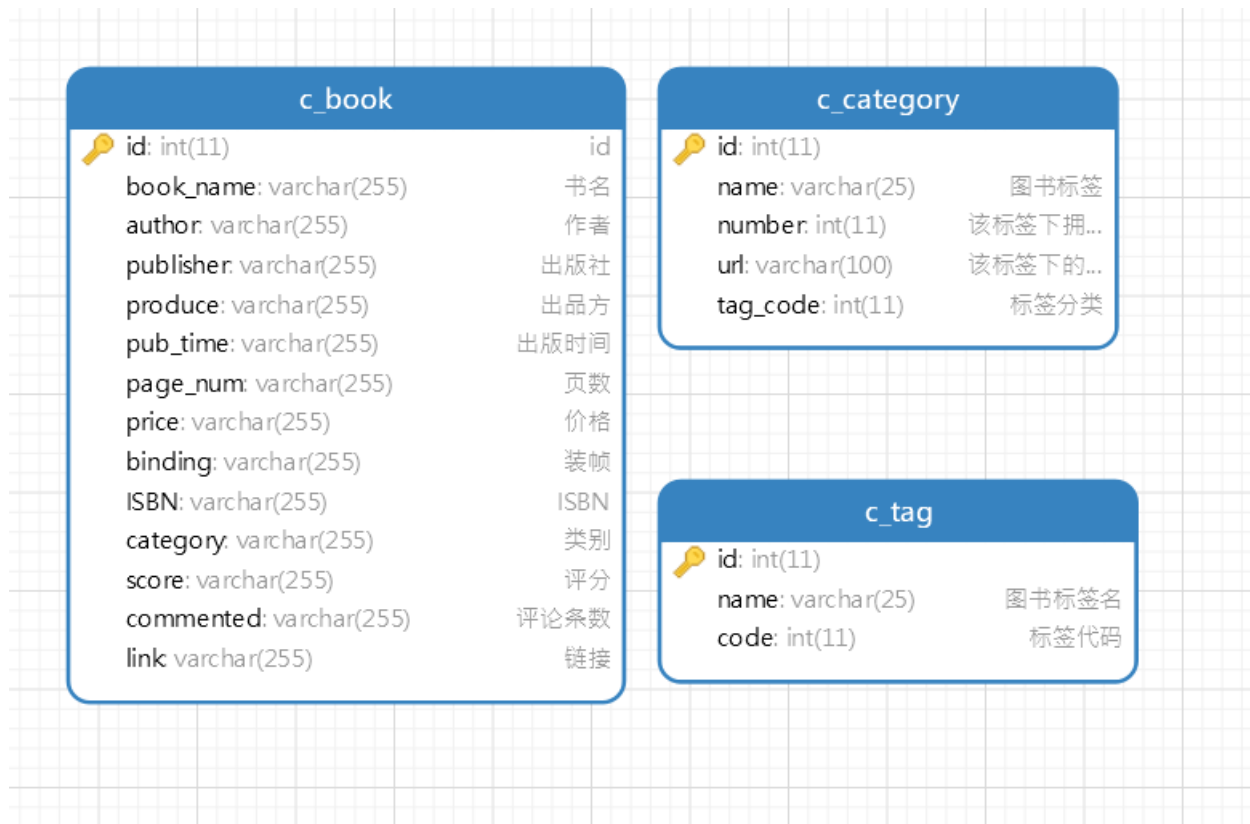 c_book
id: int(11) id
book_name: varchar(255) 书名
author: varchar(255) 作者
publisher: varchar(255) 出版社
produce: varchar(255) 出品方
pub_time: varchar(255) 出版时间
page_num: varchar(255) 页数
price: varchar(255) 价格
binding: varchar(255) 装帧
ISBN: varchar(255) ISBN
category: varchar(255) 类别
score: varchar(255) 评分
commented: varchar(255) 评论条数
link: varchar(255) 链接
c_category
id: int(11)
name: varchar(25) 图书标签
number: int(11) 该标签下拥...
url: varchar(100) 该标签下的...
tag_code: int(11) 标签分类
c_tag
id: int(11)
name: varchar(25) 图书标签名
code: int(11) 标签代码